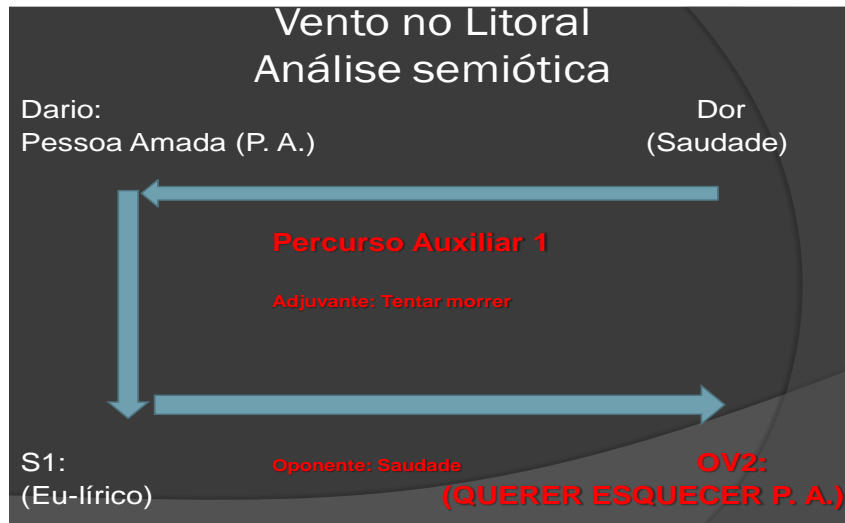 Vento no Litoral
Análise semiótica
Dario:
Pessoa Amada (P. A.)
Dor
(Saudade)
Percurso Auxiliar 1
Adjuvante: Tentar morrer
S1:
(Eu-lírico)
Oponente: Saudade
OV2:
(QUERER ESQUECER P. A.)